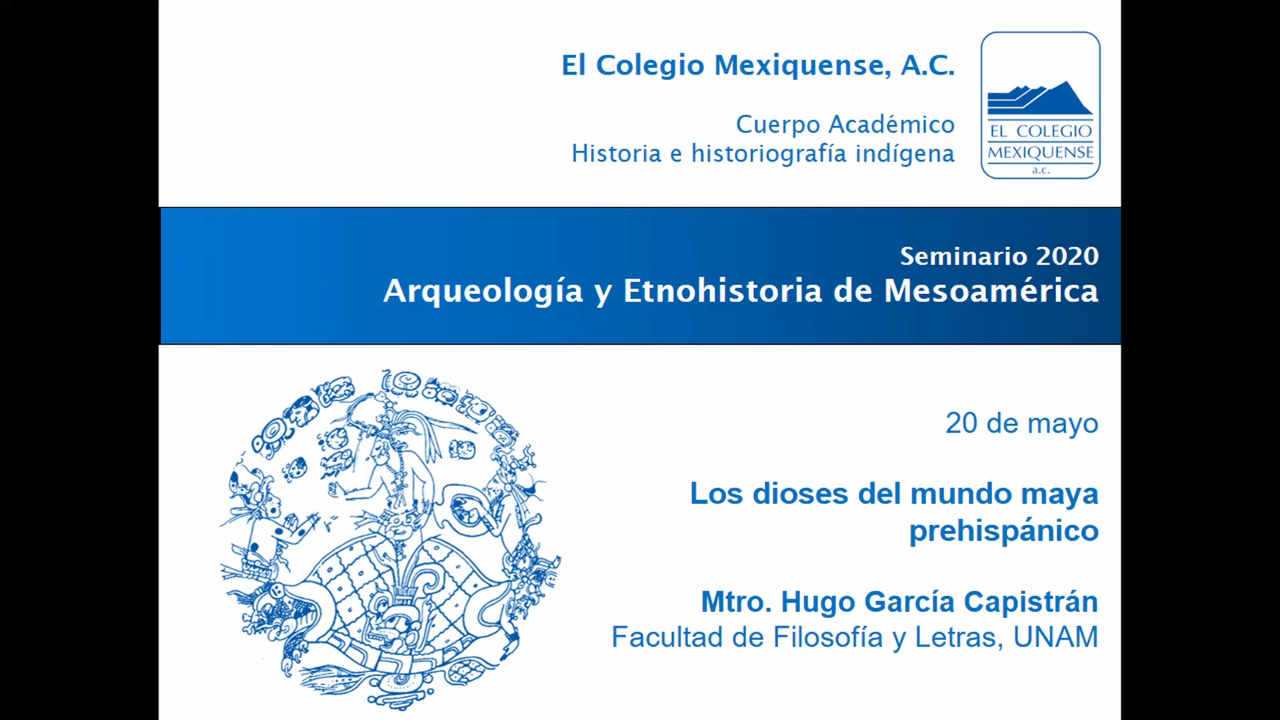 El Colegio Mexiquense, A.C.
Cuerpo Académico
Historia e historiografía indígena
EL COLEGIO
MEXIQUENSE
a.c.
Seminario 2020
Arqueología y Etnohistoria de Mesoamérica
20 de mayo
Los dioses del mundo maya
prehispánico
Mtro. Hugo García Capistrán
Facultad de Filosofía y Letras, UNAM